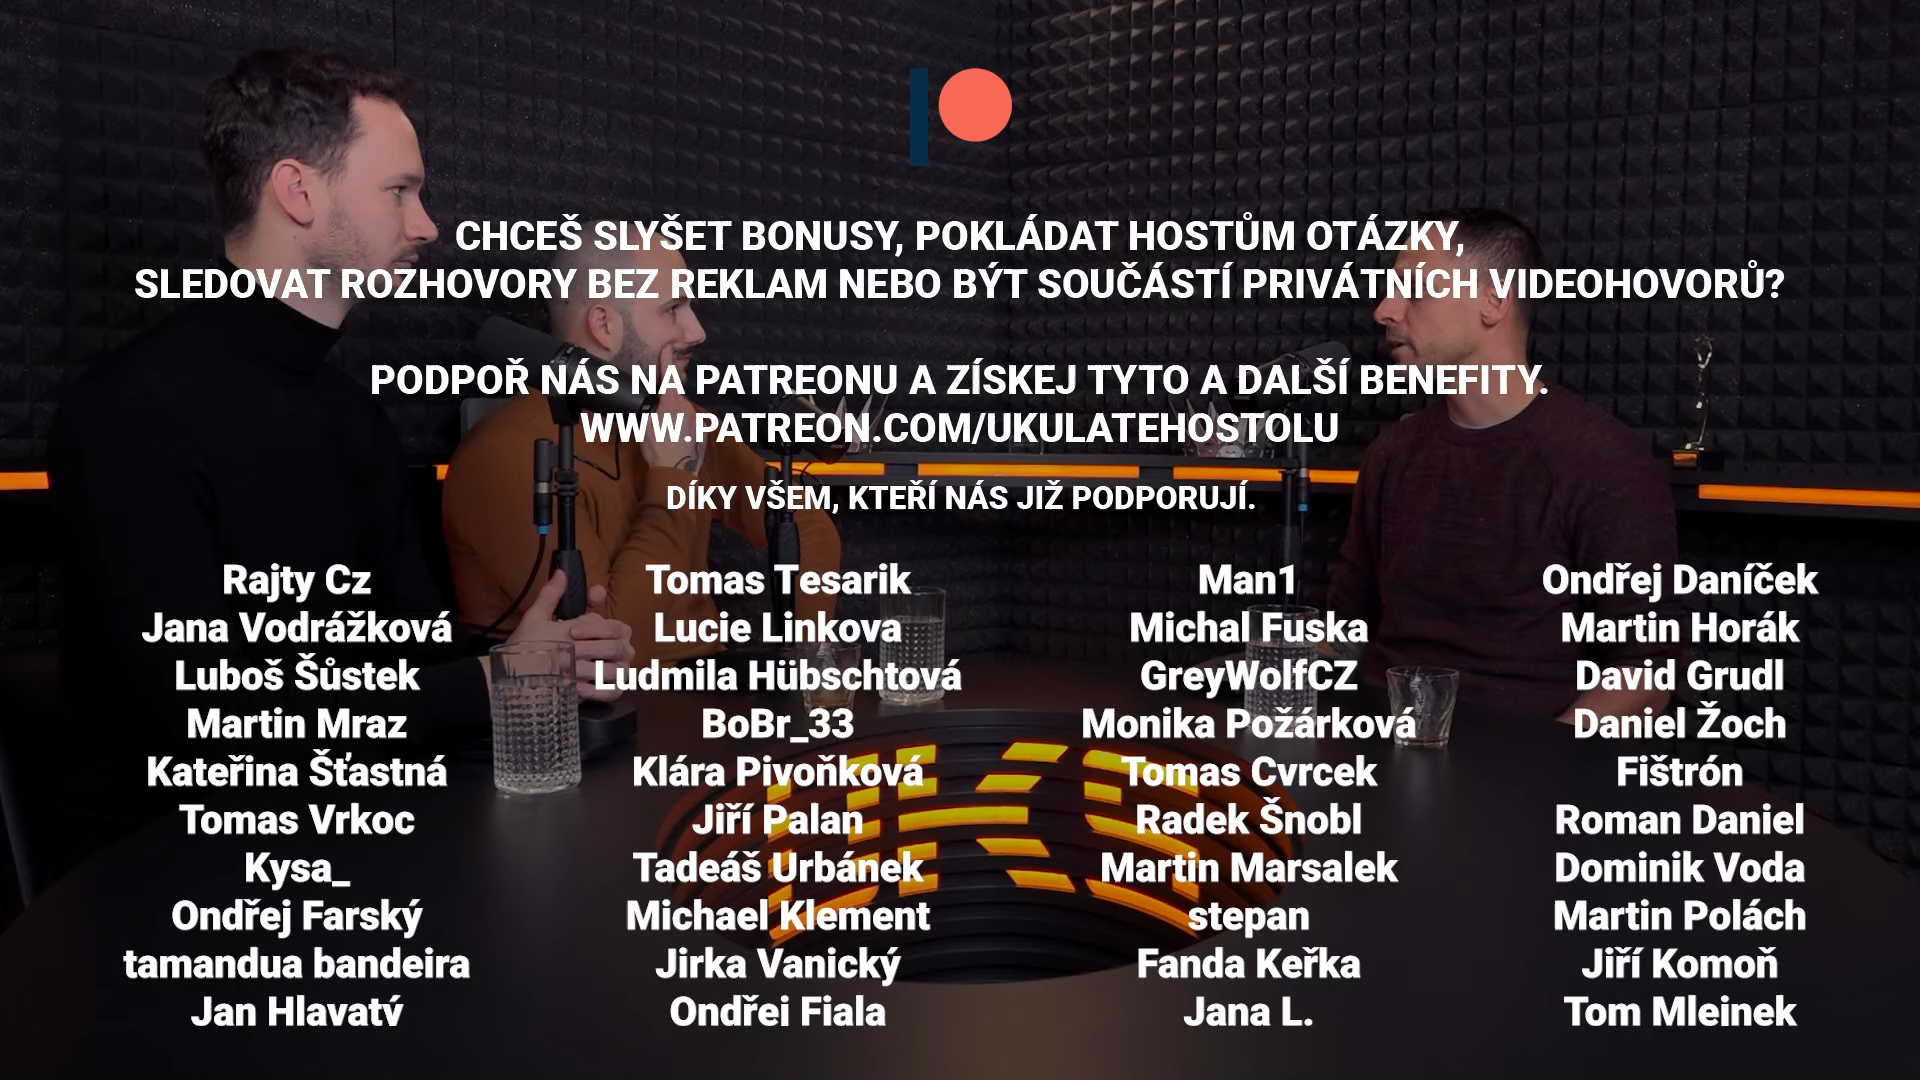 CHCEŠ SLYŠET BONUSY, POKLÁDAT HOSTŮM OTÁZKY,
SLEDOVAT ROZHOVORY BEZ REKLAM NEBO BÝT SOUČÁSTÍ PRIVÁTNÍCH VIDEOHOVORŮ?
PODPOŘ NÁS NA PATREONU A ZÍSKEJ TYTO A DALŠÍ BENEFITY.
WWW.PATREON.COM/UKULATEHOSTOLU
DÍKY VŠEM, KTEŘÍ NÁS JIŽ PODPORUJÍ.
Rajty Cz
Jana Vodrážková
Luboš Šůstek
Martin Mraz
Kateřina Šťastná
Tomas Vrkoc
Kysa_
Ondřej Farský
tamandua bandeira
Jan Hlavatý
Tomas Tesarik
Lucie Linkova
Ludmila Hübschtová
BoBr_33
Klára Pivoňková
Jiří Palan
Tadeáš Urbánek
Michael Klement
Jirka Vanický
Ondřej Fiala
Man1
Michal Fuska
GreyWolfCZ
Monika Požárková
Tomas Cvrcek
Radek Šnobl
Martin Marsalek
stepan
Fanda Keřka
Jana L.
Ondřej Daníček
Martin Horák
David Grudl
Daniel Žoch
Fištrón
Roman Daniel
Dominik Voda
Martin Polách
Jiří Komoň
Tom Mlejnek
UKS